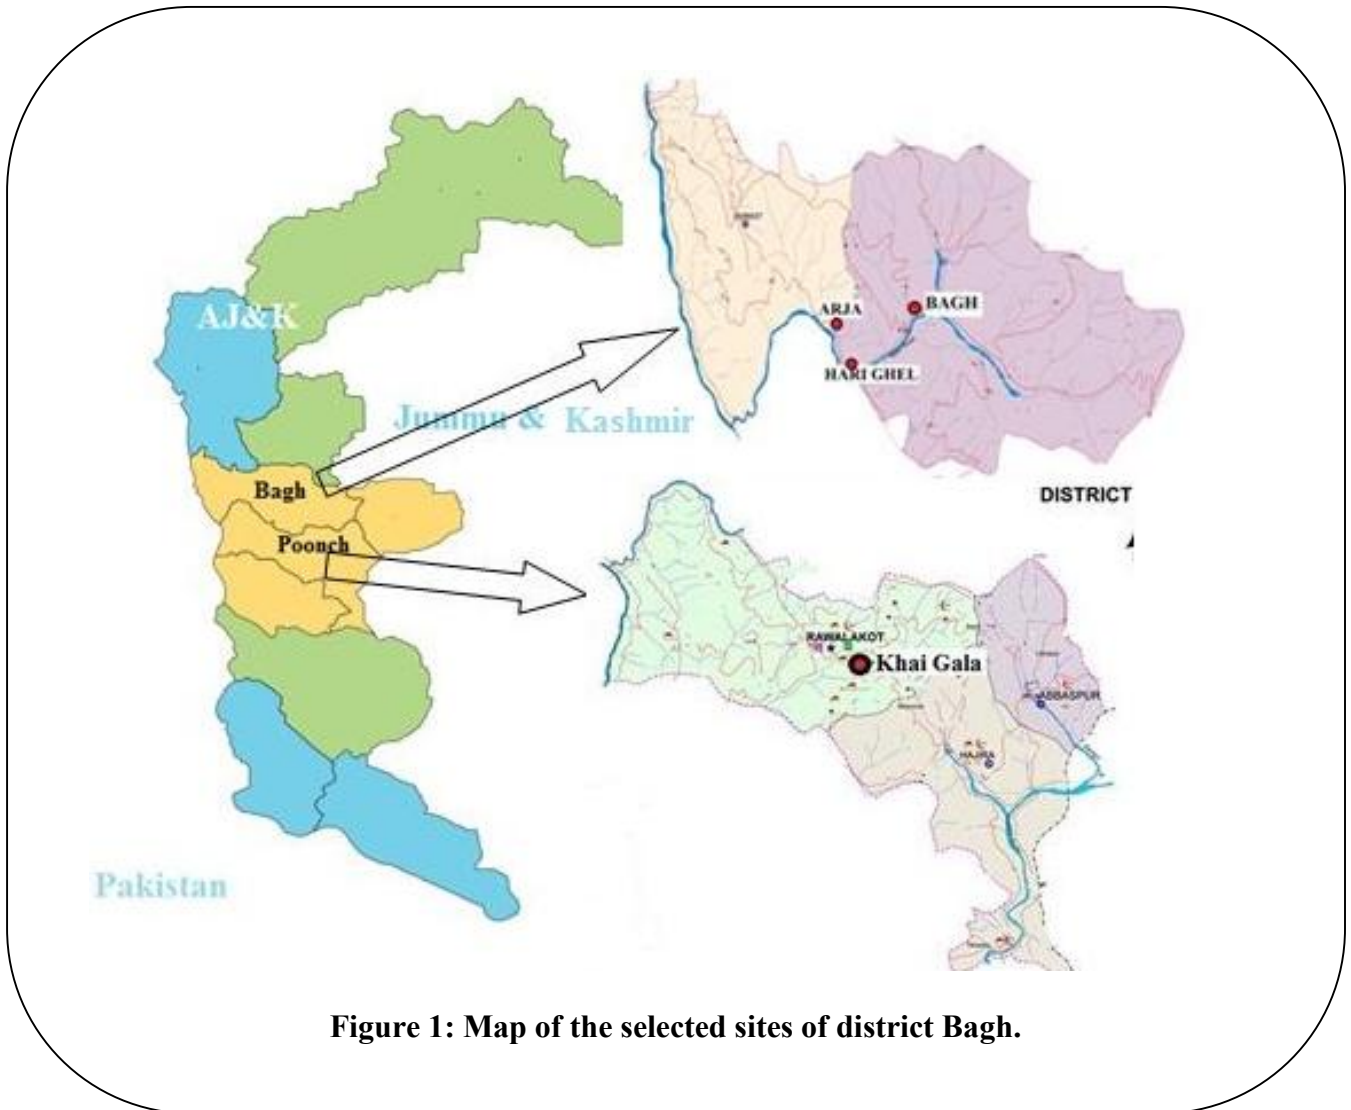 AJ&K
Jummu & Kashmir
Bagh
Poonch
Pakistan
ARJA
BAGH
HARI GHEL
DISTRICT
RAWALAKOT
Khai Gala
ABBASPUR
HAJIRA
Figure 1: Map of the selected sites of district Bagh.